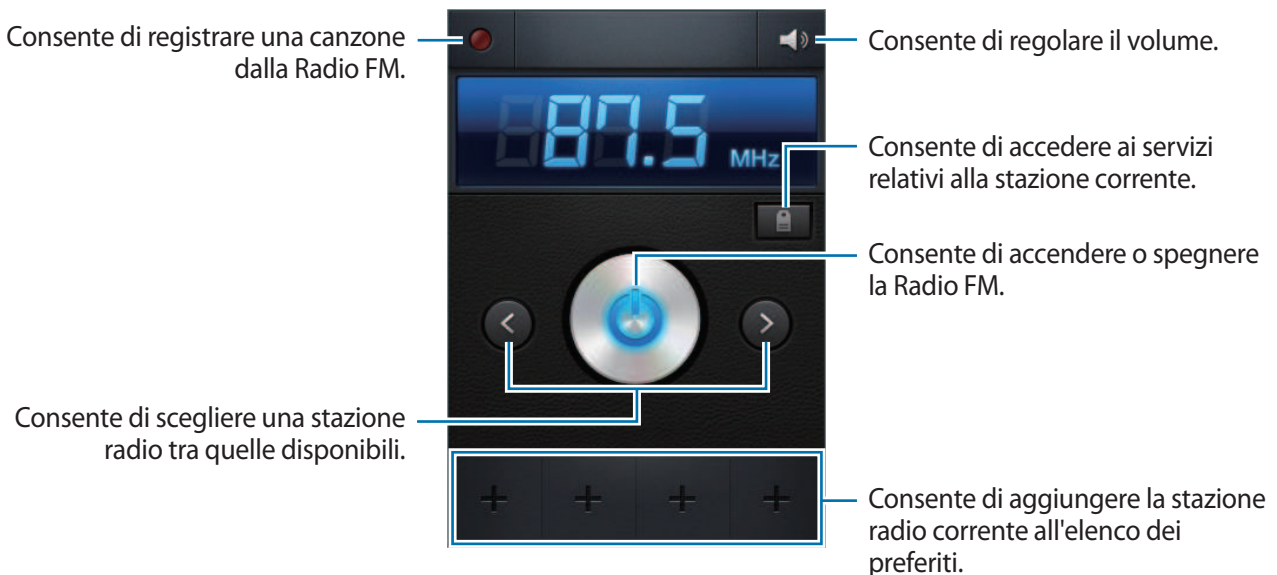 Consente di registrare una canzone
dalla Radio FM.
Consente di regolare il volume.
87.5
MHz
Consente di accedere ai servizi
relativi alla stazione corrente.
Consente di accendere o spegnere
la Radio FM.
Consente di scegliere una stazione
radio tra quelle disponibili.
Consente di aggiungere la stazione
radio corrente all'elenco dei
preferiti.